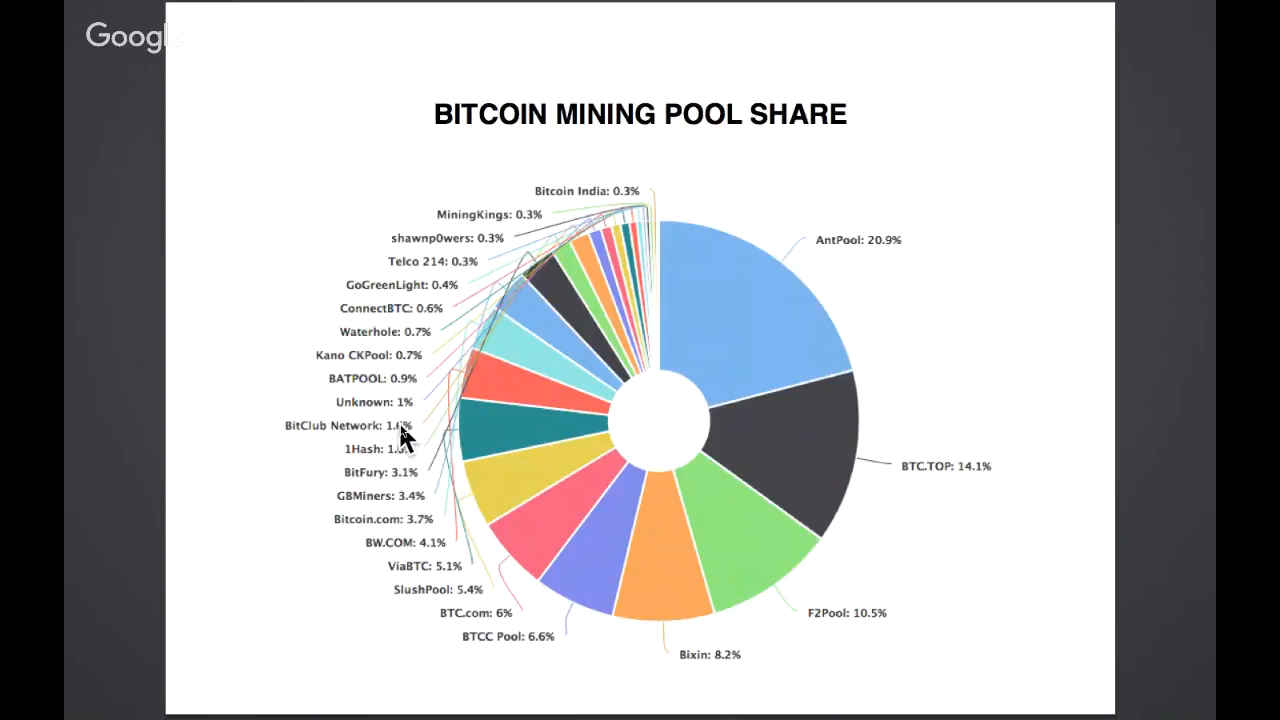 Google
BITCOIN MINING POOL SHARE
Bitcoin India: 0.3%
MiningKings: 0.3%
shawnp0wers: 0.3%
Telco 214: 0.3%
GoGreenLight: 0.4%
ConnectBTC: 0.6%
Waterhole: 0.7%
Kano CKPool: 0.7%
BATPOOL: 0.9%
Unknown: 1%
BitClub Network:
1Hash:
BitFury: 3.1%
GBMiners: 3.4%
Bitcoin.com: 3.7%
BW.COM: 4.1%
ViaBTC: 5.1%
SlushPool: 5.4%
BTC.com: 6%
BTCC Pool: 6.6%
Bixin: 8.2%
F2Pool: 10.5%
BTC.TOP: 14.1%
AntPool: 20.9%